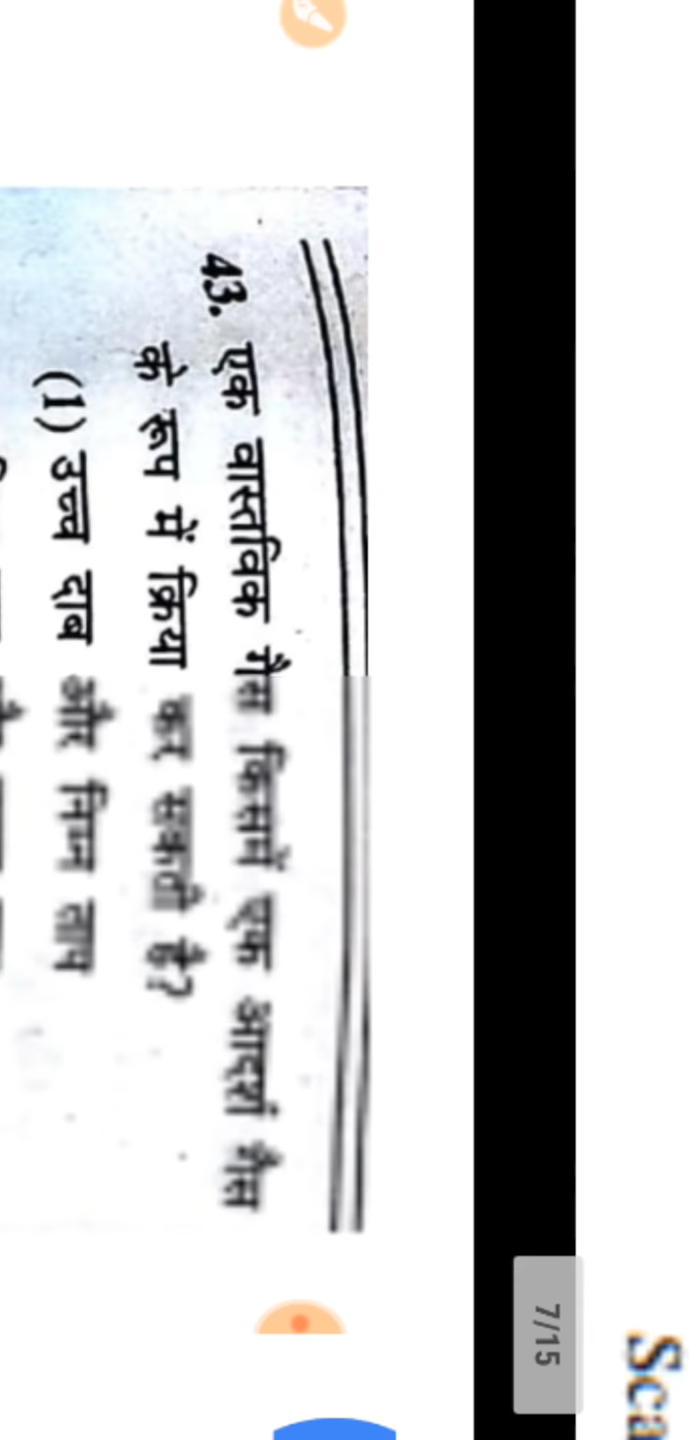 43. एक वास्तविक गैस किसमें एक आदर्श गैस
के रूप में क्रिया कर सकती है?
(1) उच्च दाब और निम्न ताप
7/15
Sca